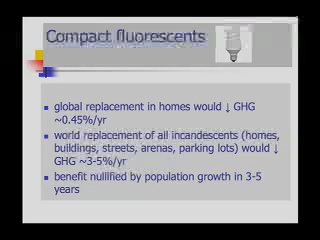 Compact fluorescents
global replacement in homes would ↓ GHG
~0.45%/yr
world replacement of all incandescents (homes,
buildings, streets, arenas, parking lots) would ↓
GHG ~3-5%/yr
benefit nullified by population growth in 3-5
years